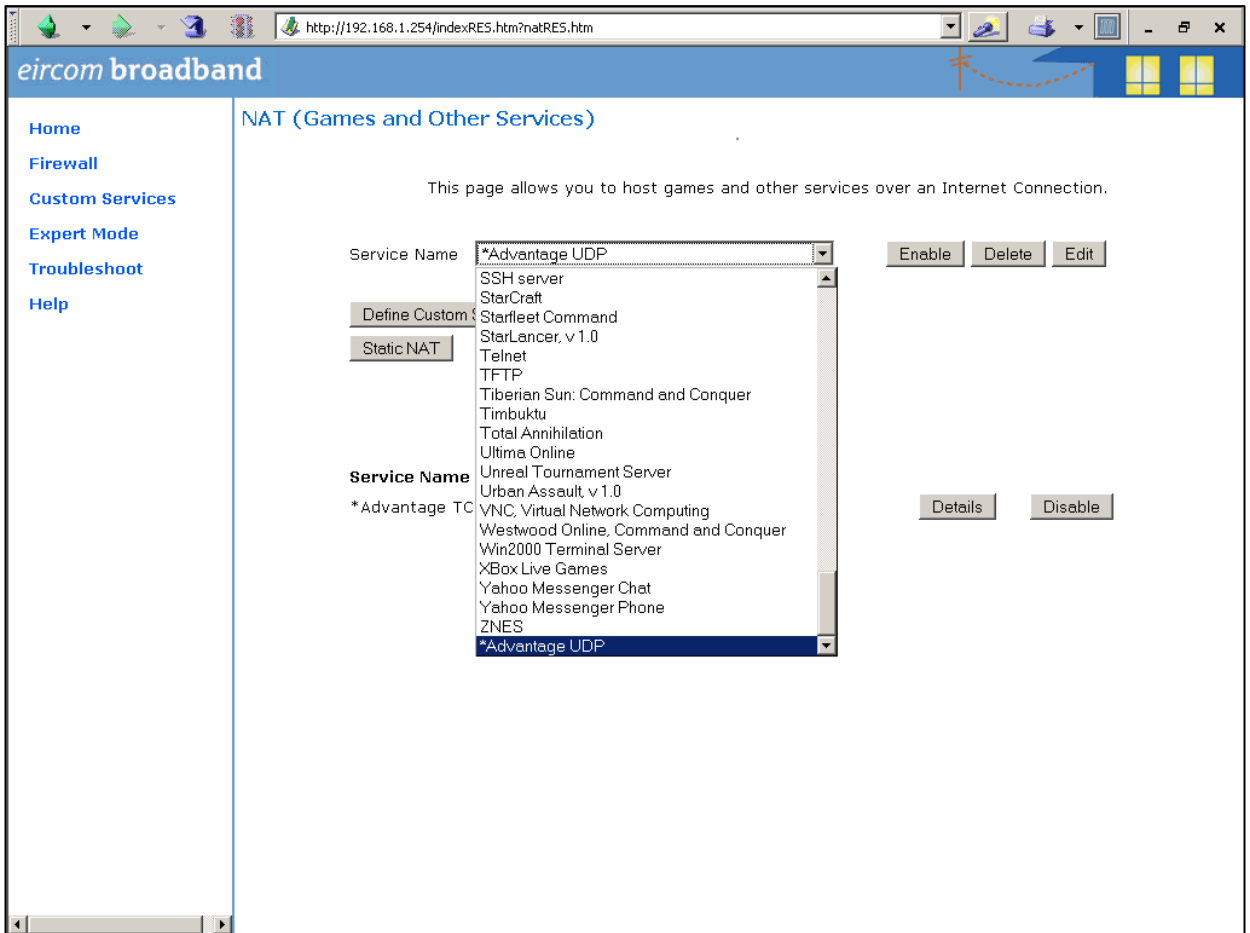 http://192.168.1.254/indexRES.htm?natRES.htm
eircom broadband
Home
Firewall
Custom Services
Expert Mode
Troubleshoot
Help
NAT (Games and Other Services)
This page allows you to host games and other services over an Internet Connection.
Service Name *Advantage UDP Enable Delete Edit
SSH server
StarCraft
Define Custom S
Starfleet Command
StarLancer, v 1.0
Static NAT
Telnet
TFTP
Tiberian Sun: Command and Conquer
Timbuktu
Total Annihilation
Ultima Online
Service Name
Unreal Tournament Server
Urban Assault, v 1.0
*Advantage TC
VNC, Virtual Network Computing
Details Disable
Westwood Online, Command and Conquer
Win2000 Terminal Server
XBox Live Games
Yahoo Messenger Chat
Yahoo Messenger Phone
ZNES
*Advantage UDP